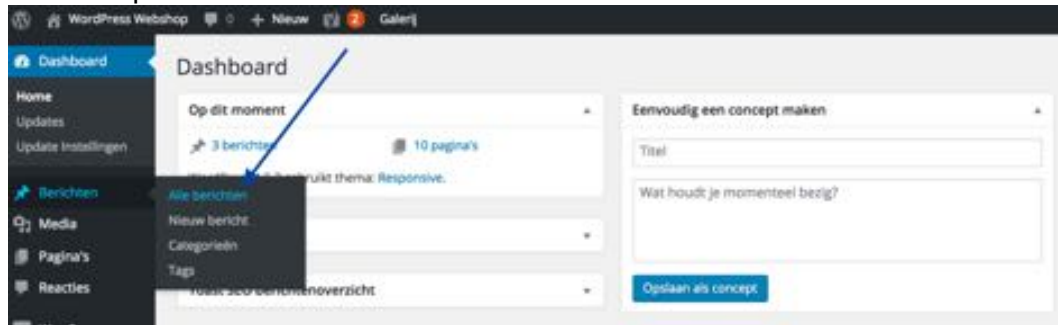 WordPress Webshop 0 + Nieuw 2 Galerij
Dashboard
Home
Updates
Update Instellingen
Berichten
Media
Pagina's
Reacties
Alle berichten
Nieuw bericht
Categorieën
Tags
Dashboard
Op dit moment
3 berichten
10 pagina's
thema: Responsive.
berichtenoverzicht
Eenvoudig een concept maken
Titel
Wat houdt je momenteel bezig?
Opslaan als concept